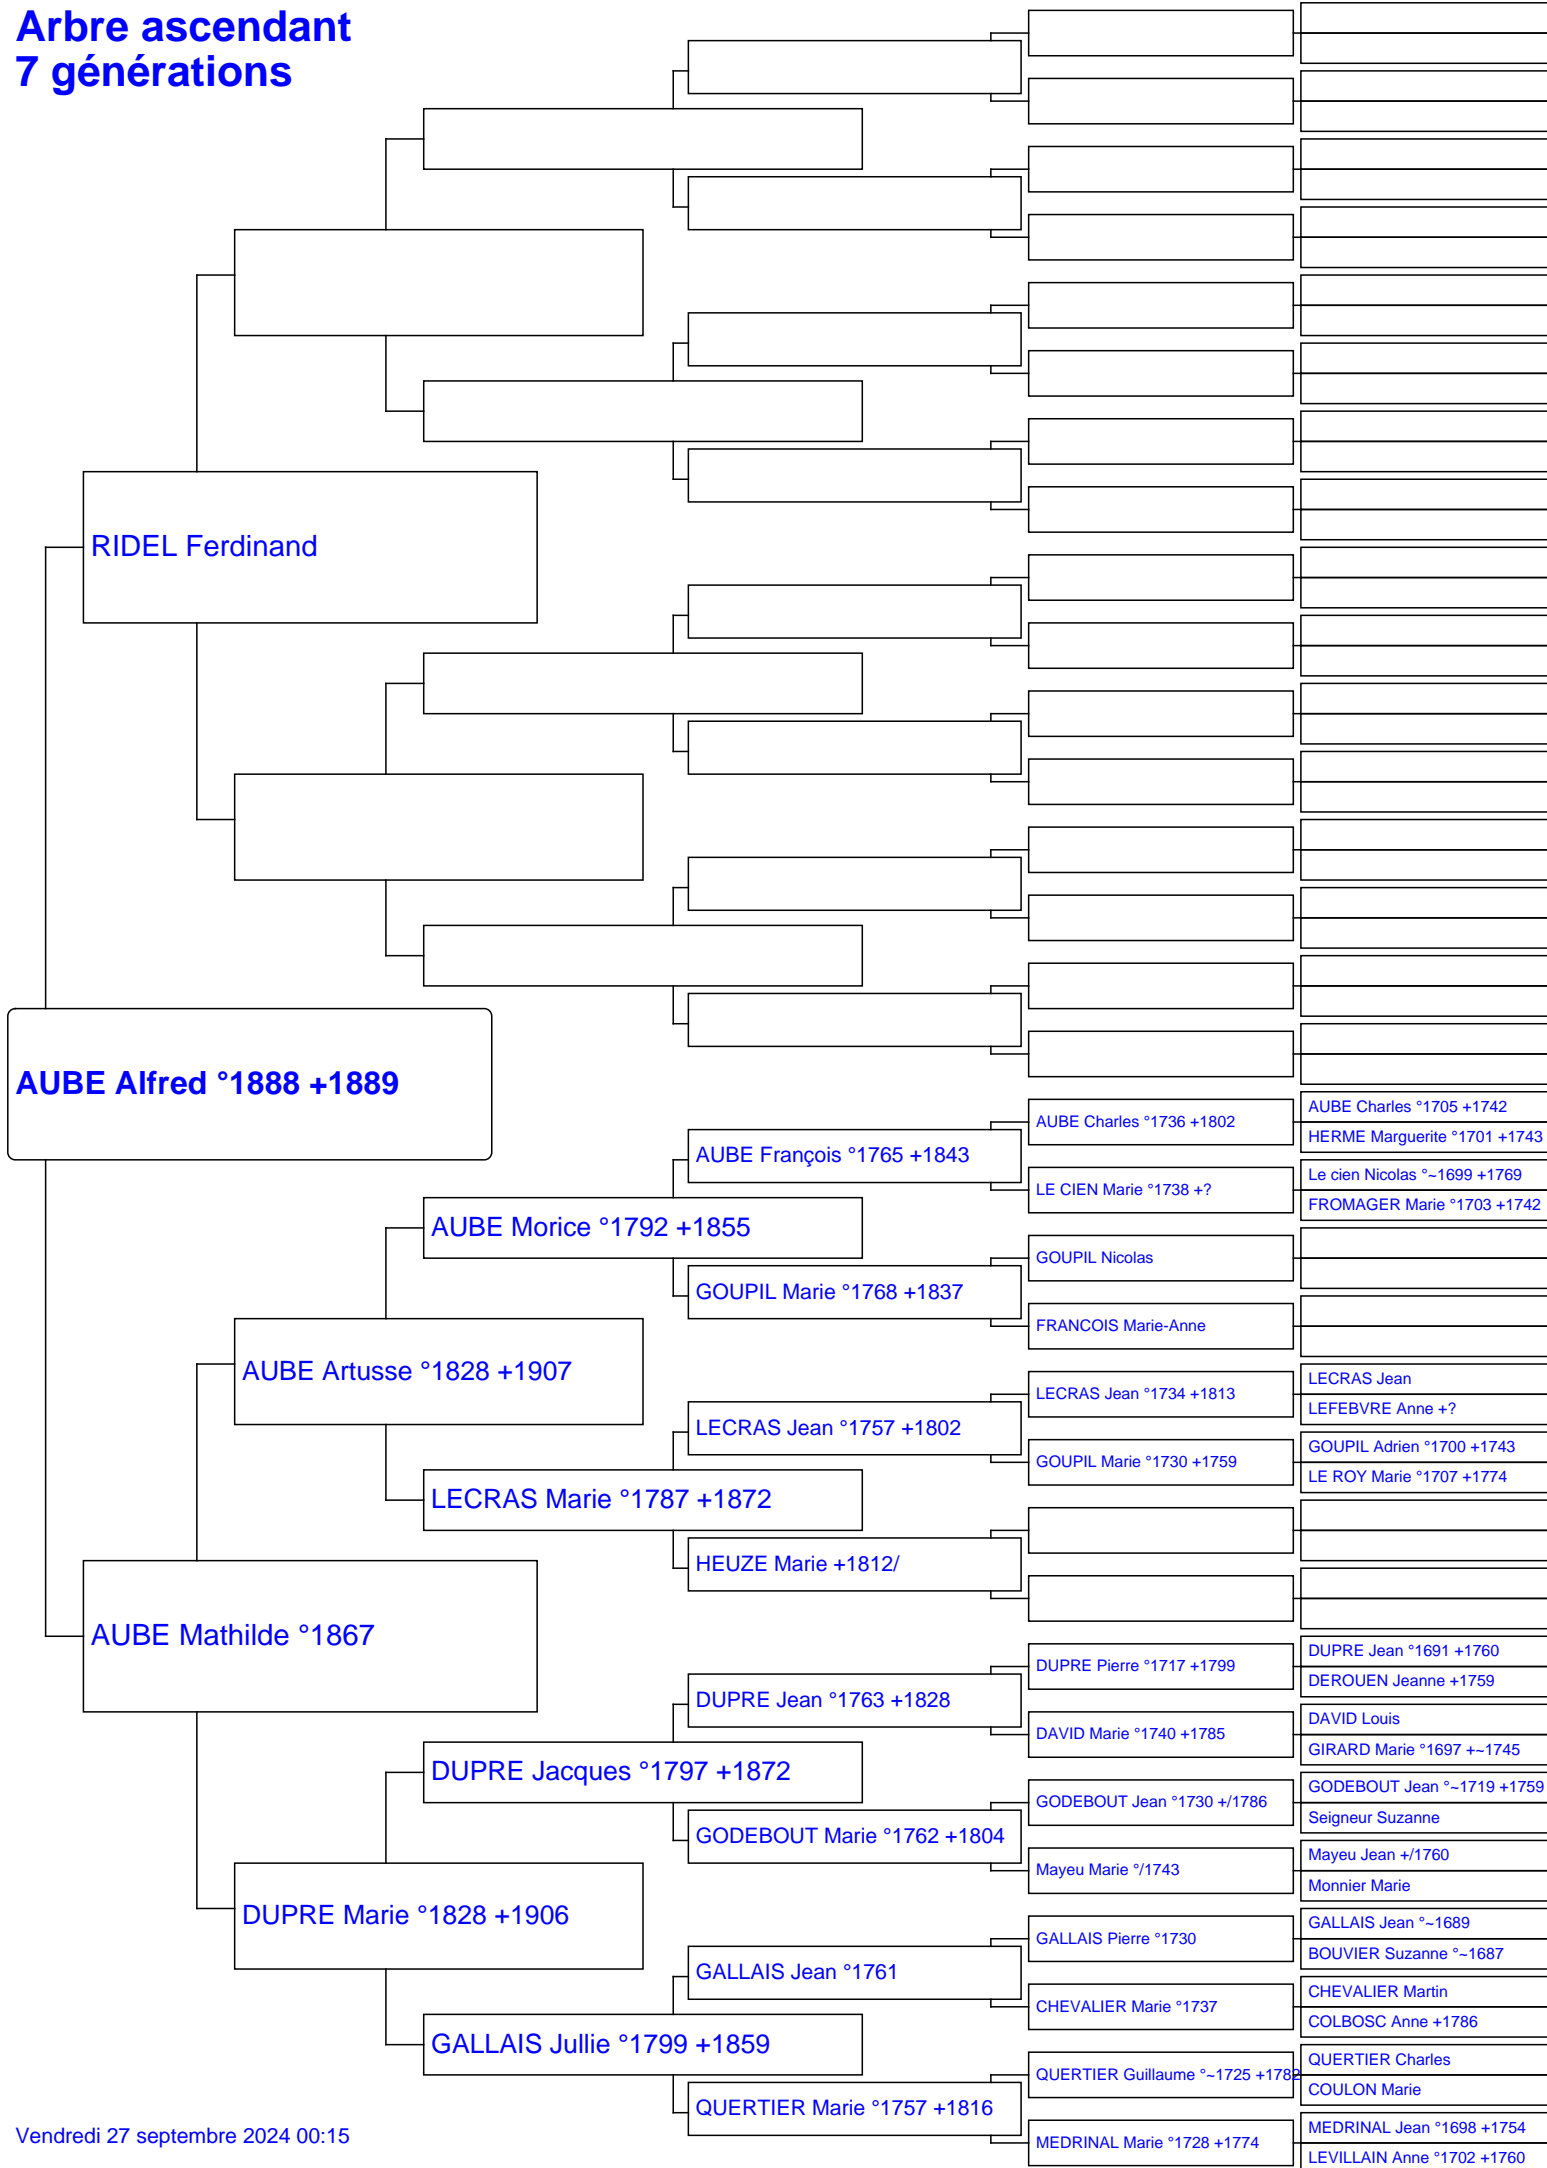 Arbre ascendant
7 générations
RIDEL Ferdinand
AUBE Alfred °1888 +1889
AUBE Charles °1705 +1742
AUBE Charles °1736 +1802
HERME Marguerite °1701 +1743
AUBE François °1765 +1843
Le cien Nicolas °~1699 +1769
LE CIEN Marie °1738 +?
FROMAGER Marie °1703 +1742
AUBE Morice °1792 +1855
GOUPIL Nicolas
GOUPIL Marie °1768 +1837
FRANCOIS Marie-Anne
AUBE Artusse °1828 +1907
LECRAS Jean
LECRAS Jean °1734 +1813
LEFEBVRE Anne +?
LECRAS Jean °1757 +1802
GOUPIL Adrien °1700 +1743
GOUPIL Marie °1730 +1759
LE ROY Marie °1707 +1774
LECRAS Marie °1787 +1872
HEUZE Marie +1812/
AUBE Mathilde °1867
DUPRE Jean °1691 +1760
DUPRE Pierre °1717 +1799
DEROUEN Jeanne +1759
DUPRE Jean °1763 +1828
DAVID Louis
DAVID Marie °1740 +1785
GIRARD Marie °1697 +~1745
DUPRE Jacques °1797 +1872
GODEBOUT Jean °~1719 +1759
GODEBOUT Jean °1730 +/1786
Seigneur Suzanne
GODEBOUT Marie °1762 +1804
Mayeu Jean +/1760
Mayeu Marie °/1743
Monnier Marie
DUPRE Marie °1828 +1906
GALLAIS Jean °~1689
GALLAIS Pierre °1730
BOUVIER Suzanne °~1687
GALLAIS Jean °1761
CHEVALIER Martin
CHEVALIER Marie °1737
COLBOSC Anne +1786
GALLAIS Jullie °1799 +1859
QUERTIER Charles
QUERTIER Guillaume °~1725 +1782
COULON Marie
QUERTIER Marie °1757 +1816
MEDRINAL Jean °1698 +1754
MEDRINAL Marie °1728 +1774
LEVILLAIN Anne °1702 +1760
Vendredi 27 septembre 2024 00:15